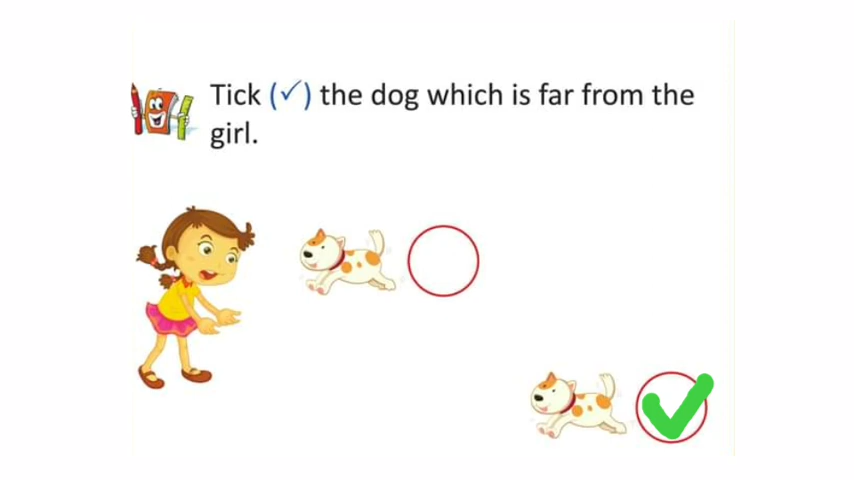 Tick (✓) the dog which is far from the
girl.